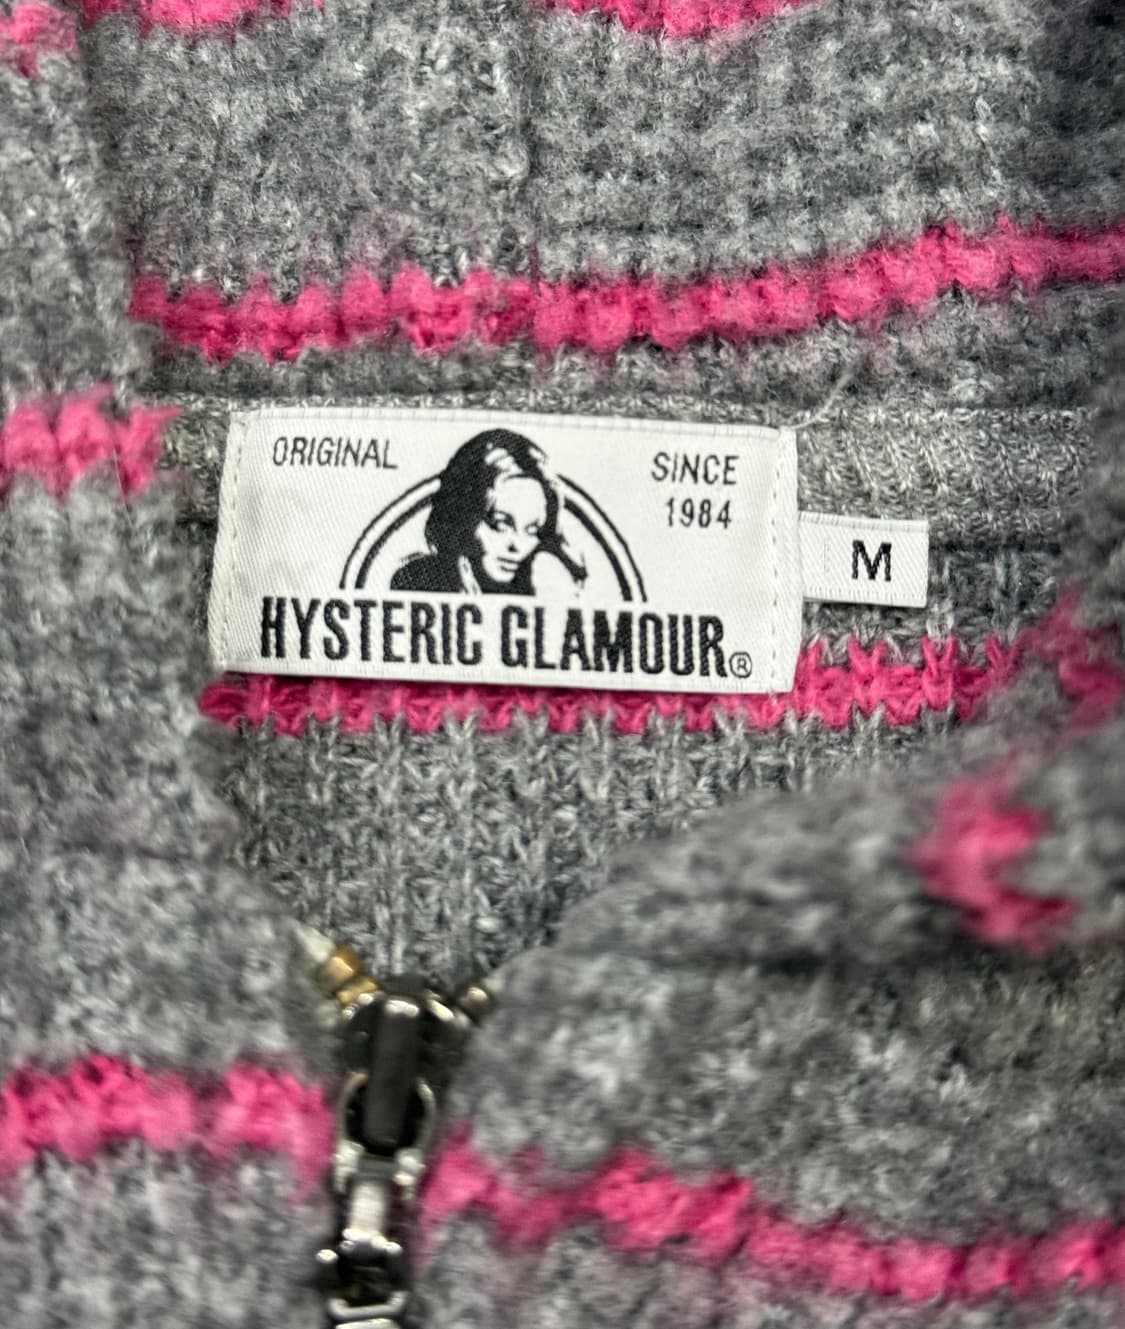 ORIGINAL
SINCE
1984
HYSTERIC GLAMOUR®
M